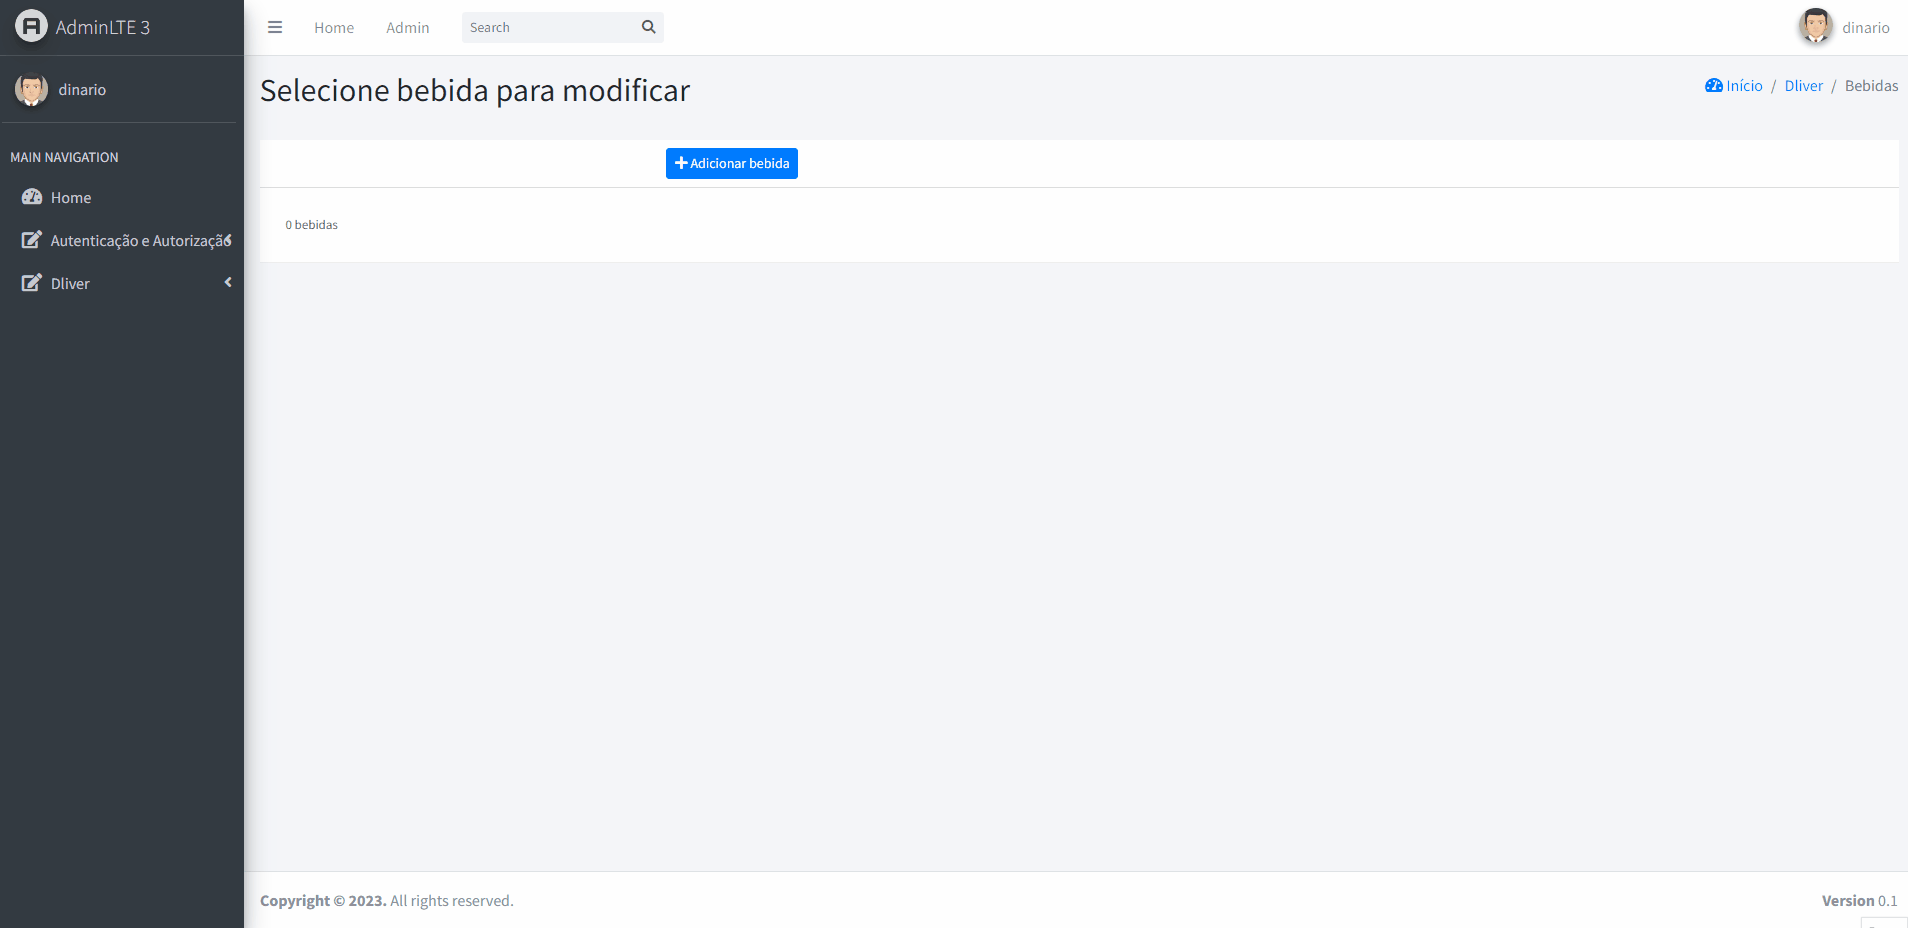 AdminLTE 3
Home
Admin
Search
dinario
dinario
Selecione bebida para modificar
Início / Dliver / Bebidas
MAIN NAVIGATION
Home
Autenticação e Autorização
Dliver
Adicionar bebida
0 bebidas
Copyright © 2023. All rights reserved.
Version 0.1